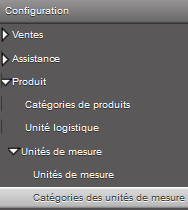 Configuration
Ventes
Assistance
Produit
Catégories de produits
Unité logistique
Unités de mesure
Unités de mesure
Catégories des unités de mesure